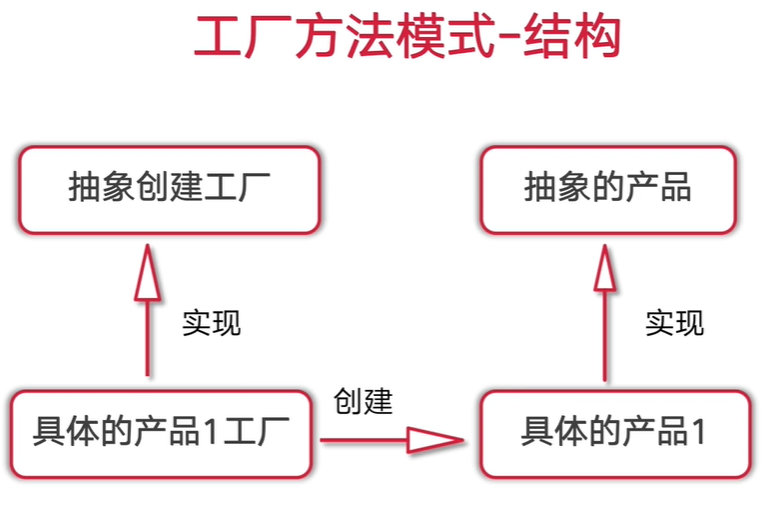 工厂方法模式-结构
抽象创建工厂
抽象的产品
实现
实现
创建
具体的产品1工厂
具体的产品1